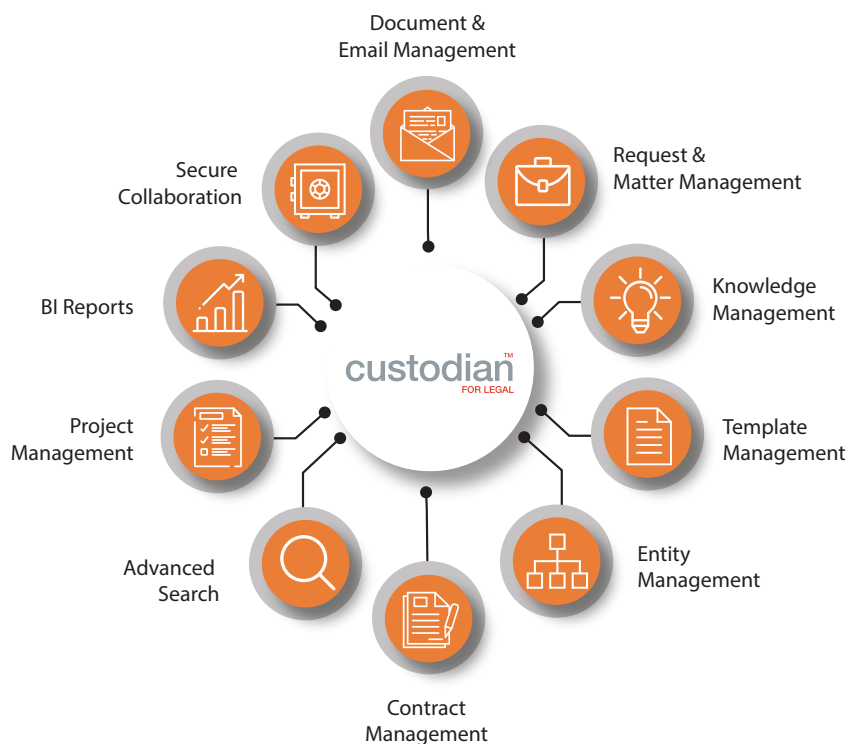 Document &
Email Management
Request &
Matter Management
Knowledge
Management
Template
Management
Entity
Management
Contract
Management
Advanced
Search
Project
Management
BI Reports
Secure
Collaboration
custodian™
FOR LEGAL